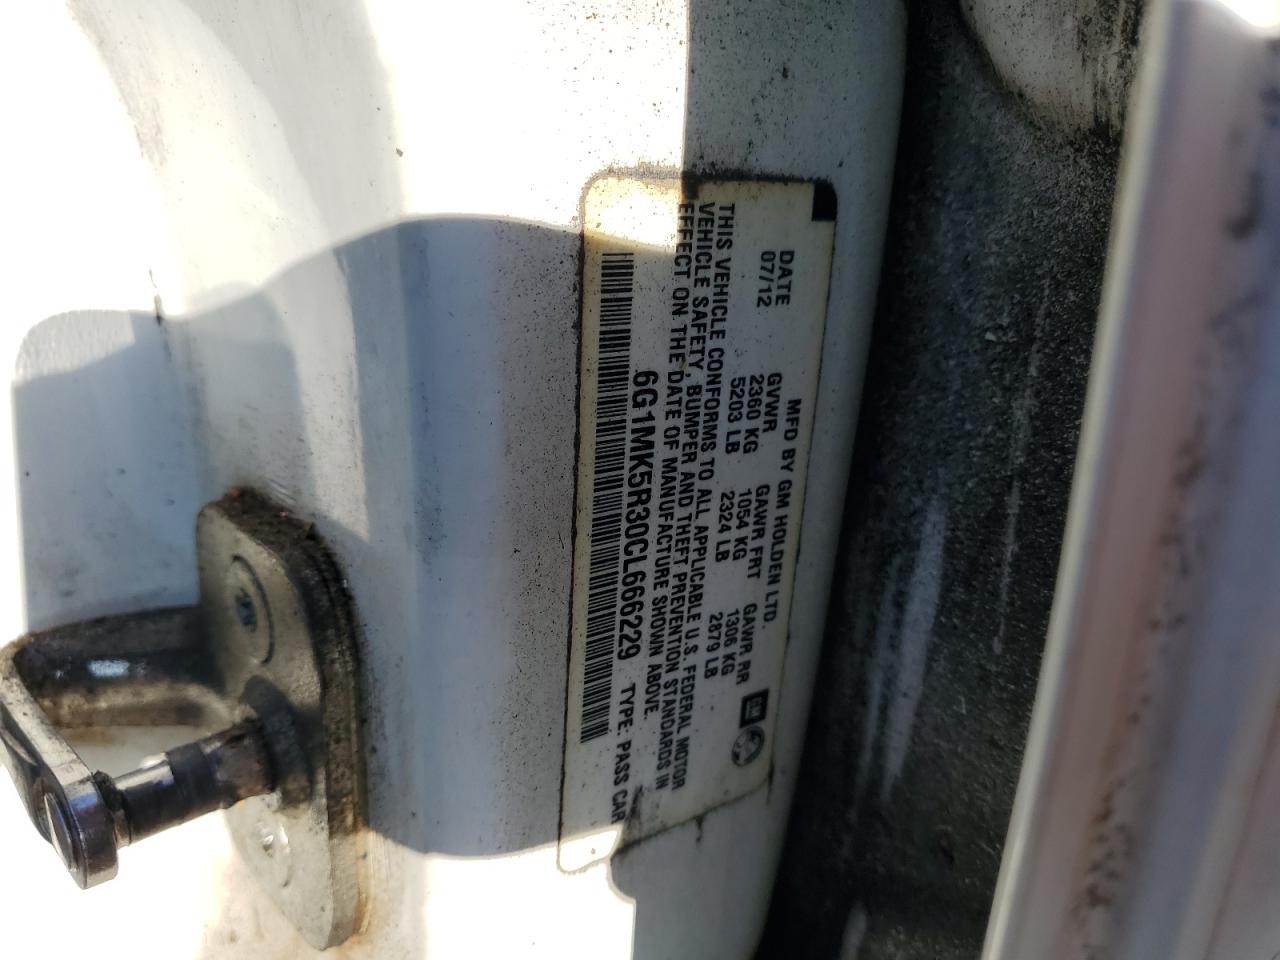 MFD BY GM HOLDEN LTD.
DATE GVWR GAWR FRT GAWR RR
07/12 2360 KG 1054 KG 1306 KG
5203 LB 2324 LB 2879 LB
THIS VEHICLE CONFORMS TO ALL APPLICABLE U.S. FEDERAL MOTOR
VEHICLE SAFETY, BUMPER AND THEFT PREVENTION STANDARDS IN
EFFECT ON THE DATE OF MANUFACTURE SHOWN ABOVE.
6G1MK5R30CL666229 TYPE: PASS CAR
GM